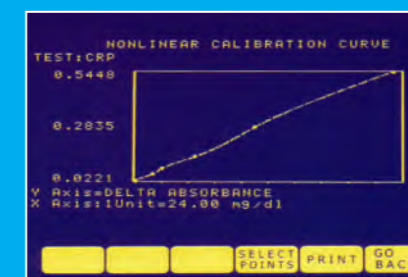 NONLINEAR CALIBRATION CURVE
TEST:CRP
0.5448
0.2835
0.0221
Y Axis=DELTA ABSORBANCE
X Axis:1Unit=24.00 mg/dl
SELECT POINTS PRINT GO BAC